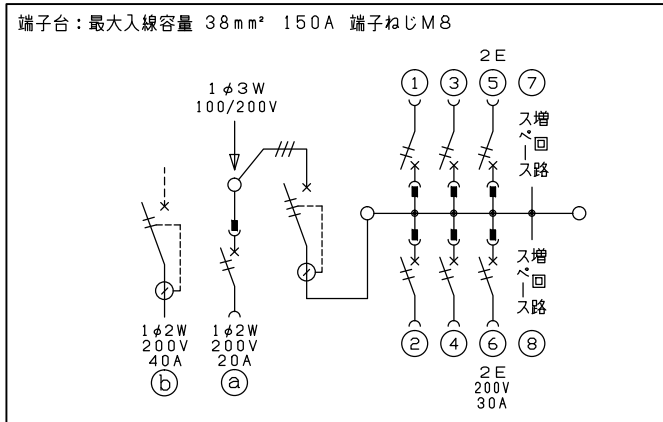 端子台：最大入線容量 38mm² 150A 端子ねじM8
1φ3W
100/200V
2E
① ③ ⑤ ⑦
増回路
スペース
1φ2W
200V
40A
ⓑ
1φ2W
200V
20A
ⓐ
増回路
スペース
② ④ ⑥ ⑧
2E
200V
30A